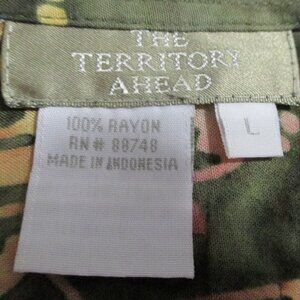 THE
TERRITORY
AHEAD
100% RAYON
RN# 88748
MADE IN INDONESIA
L